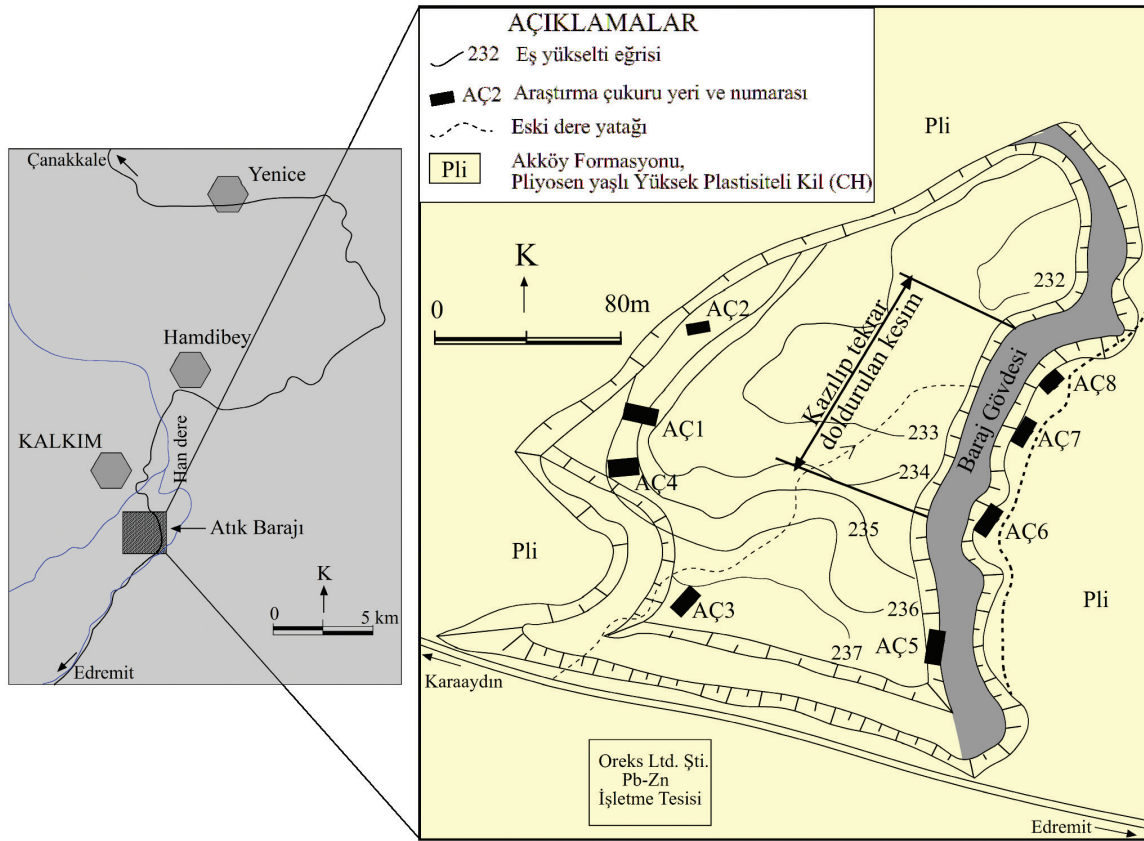 Çanakkale
Yenice
Hamdibey
KALKIM
Han dere
Atık Barajı
K
0
5 km
Edremit
AÇIKLAMALAR
232 Eş yükselti eğrisi
AÇ2 Araştırma çukuru yeri ve numarası
Eski dere yatağı
Pli Akköy Formasyonu,
Pliyosen yaşlı Yüksek Plastisiteli Kil (CH)
Pli
K
0
80m
232
AÇ2
Kazılıp tekrar
doldurulan kesim
AÇ8
AÇ1
233
Baraj Gövdesi
AÇ7
AÇ4
234
235
AÇ6
Pli
Pli
AÇ3
236
237
AÇ5
Karaaydın
Oreks Ltd. Şti.
Pb-Zn
İşletme Tesisi
Edremit